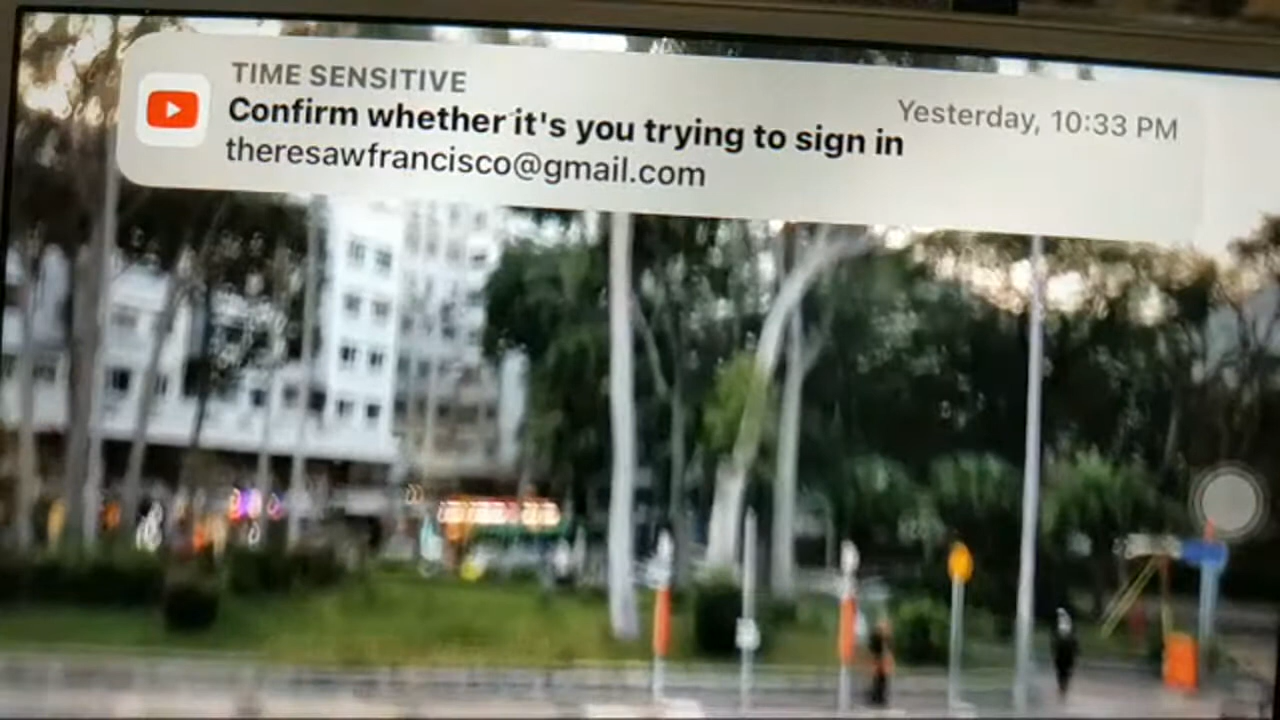 TIME SENSITIVE
Yesterday, 10:33 PM
Confirm whether it's you trying to sign in
theresawfrancisco@gmail.com